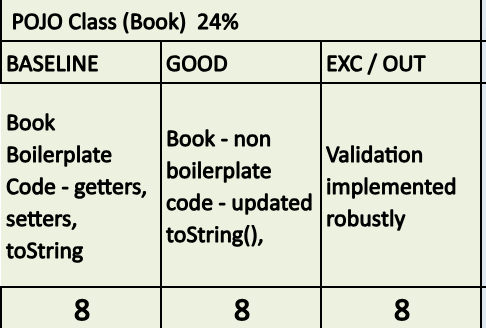 POJO Class (Book) 24%
BASELINE
GOOD
EXC / OUT
Book
Boilerplate
Code - getters,
setters,
toString
Book - non
boilerplate
code - updated
toString(),
Validation
implemented
robustly
8
8
8